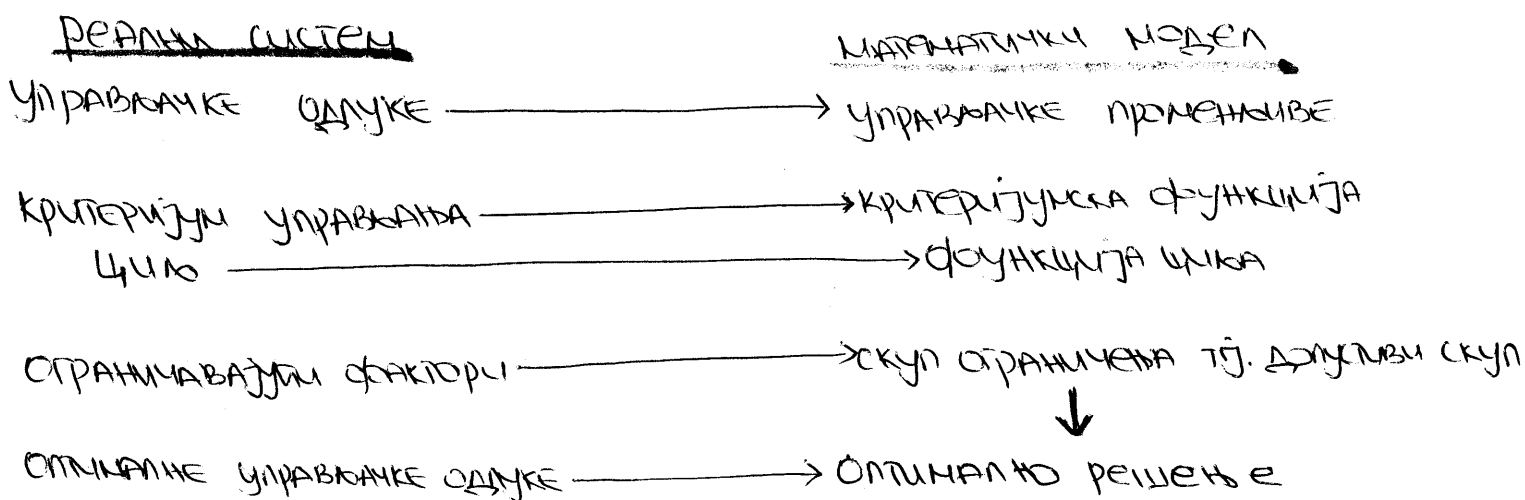 РЕАЛНИ СИСТЕМ МАТЕМАТИЧКИ МОДЕЛ
УПРАВЉАЧКЕ ОДЛУКЕ → УПРАВЉАЧКЕ ПРОМЕНЉИВЕ
КРИТЕРИЈУМ УПРАВЉАЊА → КРИТЕРИЈУМСКА ФУНКЦИЈА
ЦИЉ → ФУНКЦИЈА ЦИЉА
ОГРАНИЧАВАЈУЋИ ФАКТОРИ → СКУП ОГРАНИЧЕЊА ТЈ. ДОПУСТИВИ СКУП
↓
ОПТИМАЛНЕ УПРАВЉАЧКЕ ОДЛУКЕ → ОПТИМАЛНО РЕШЕЊЕ